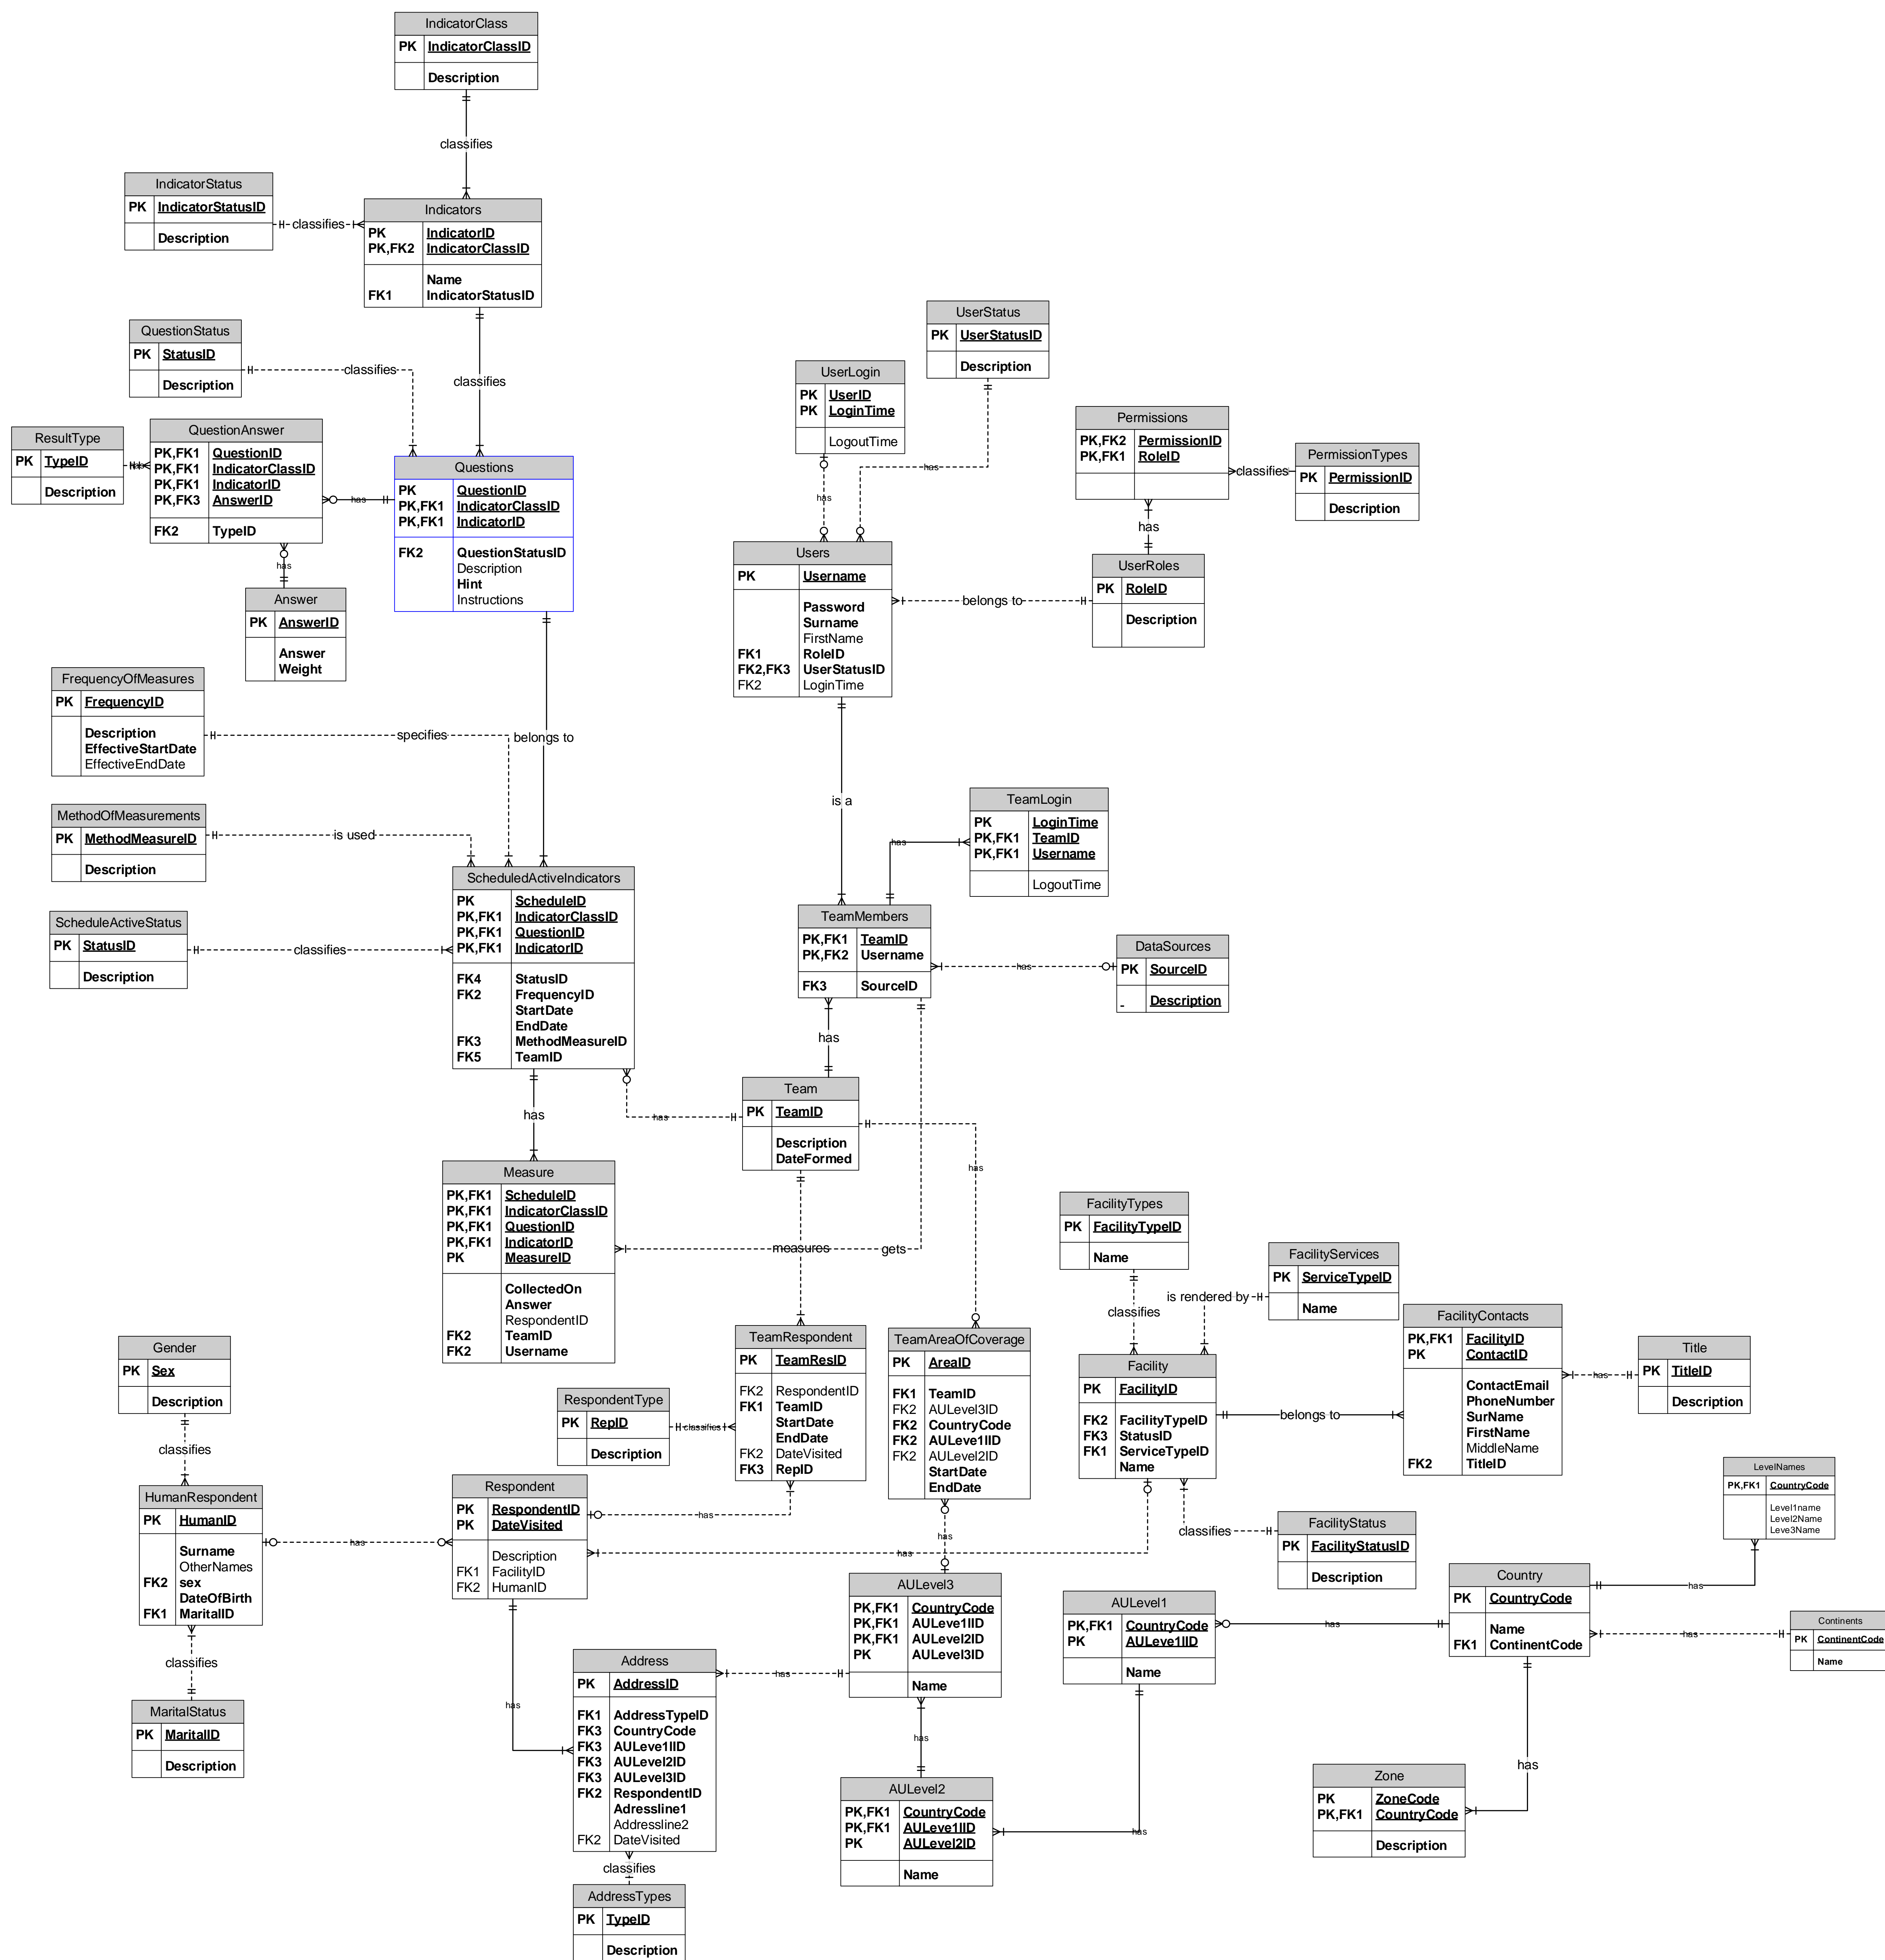 IndicatorClass
PK IndicatorClassID
Description
classifies
IndicatorStatus
PK IndicatorStatusID
Description
classifies
Indicators
PK IndicatorID
PK,FK2 IndicatorClassID
Name
FK1 IndicatorStatusID
QuestionStatus
PK StatusID
Description
classifies
classifies
ResultType
PK TypeID
Description
QuestionAnswer
PK,FK1 QuestionID
PK,FK1 IndicatorClassID
PK,FK1 IndicatorID
PK,FK3 AnswerID
FK2 TypeID
has
Questions
PK QuestionID
PK,FK1 IndicatorClassID
PK,FK1 IndicatorID
FK2 QuestionStatusID
Description
Hint
Instructions
has
Answer
PK AnswerID
Answer
Weight
UserStatus
PK UserStatusID
Description
UserLogin
PK UserID
PK LoginTime
LogoutTime
has
has
Permissions
PK,FK2 PermissionID
PK,FK1 RoleID
classifies
PermissionTypes
PK PermissionID
Description
has
Users
PK Username
Password
Surname
FirstName
FK1 RoleID
FK2,FK3 UserStatusID
FK2 LoginTime
belongs to
UserRoles
PK RoleID
Description
FrequencyOfMeasures
PK FrequencyID
Description
EffectiveStartDate
EffectiveEndDate
specifies
belongs to
MethodOfMeasurements
PK MethodMeasureID
Description
is used
is a
TeamLogin
PK LoginTime
PK,FK1 TeamID
PK,FK1 Username
LogoutTime
has
ScheduleActiveStatus
PK StatusID
Description
classifies
ScheduledActiveIndicators
PK ScheduleID
PK,FK1 IndicatorClassID
PK,FK1 QuestionID
PK,FK1 IndicatorID
FK4 StatusID
FK2 FrequencyID
StartDate
EndDate
FK3 MethodMeasureID
FK5 TeamID
TeamMembers
PK,FK1 TeamID
PK,FK2 Username
FK3 SourceID
has
DataSources
PK SourceID
- Description
has
has
has
Team
PK TeamID
Description
DateFormed
has
Measure
PK,FK1 ScheduleID
PK,FK1 IndicatorClassID
PK,FK1 QuestionID
PK,FK1 IndicatorID
PK MeasureID
CollectedOn
Answer
RespondentID
FK2 TeamID
FK2 Username
measures
gets
FacilityTypes
PK FacilityTypeID
Name
classifies
is rendered by
FacilityServices
PK ServiceTypeID
Name
FacilityContacts
PK,FK1 FacilityID
PK ContactID
ContactEmail
PhoneNumber
SurName
FirstName
MiddleName
FK2 TitleID
has
Title
PK TitleID
Description
Gender
PK Sex
Description
classifies
RespondentType
PK RepID
Description
classifies
TeamRespondent
PK TeamResID
FK2 RespondentID
FK1 TeamID
StartDate
EndDate
FK2 DateVisited
FK3 RepID
TeamAreaOfCoverage
PK AreaID
FK1 TeamID
FK2 AULevel3ID
FK2 CountryCode
FK2 AULeve1lID
FK2 AULevel2ID
StartDate
EndDate
Facility
PK FacilityID
FK2 FacilityTypeID
FK3 StatusID
FK1 ServiceTypeID
Name
belongs to
LevelNames
PK,FK1 CountryCode
Level1name
Level2Name
Leve3Name
HumanRespondent
PK HumanID
Surname
OtherNames
FK2 sex
DateOfBirth
FK1 MaritalID
has
Respondent
PK RespondentID
PK DateVisited
Description
FK1 FacilityID
FK2 HumanID
has
has
has
classifies
FacilityStatus
PK FacilityStatusID
Description
has
Country
PK CountryCode
Name
FK1 ContinentCode
has
Continents
PK ContinentCode
Name
classifies
MaritalStatus
PK MaritalID
Description
has
Address
PK AddressID
FK1 AddressTypeID
FK3 CountryCode
FK3 AULeve1lID
FK3 AULevel2ID
FK3 AULevel3ID
FK2 RespondentID
Adressline1
Addressline2
FK2 DateVisited
has
AULevel3
PK,FK1 CountryCode
PK,FK1 AULeve1lID
PK,FK1 AULevel2ID
PK AULevel3ID
Name
AULevel1
PK,FK1 CountryCode
PK AULeve1lID
Name
has
has
has
AULevel2
PK,FK1 CountryCode
PK,FK1 AULeve1lID
PK AULevel2ID
Name
has
Zone
PK ZoneCode
PK,FK1 CountryCode
Description
classifies
AddressTypes
PK TypeID
Description